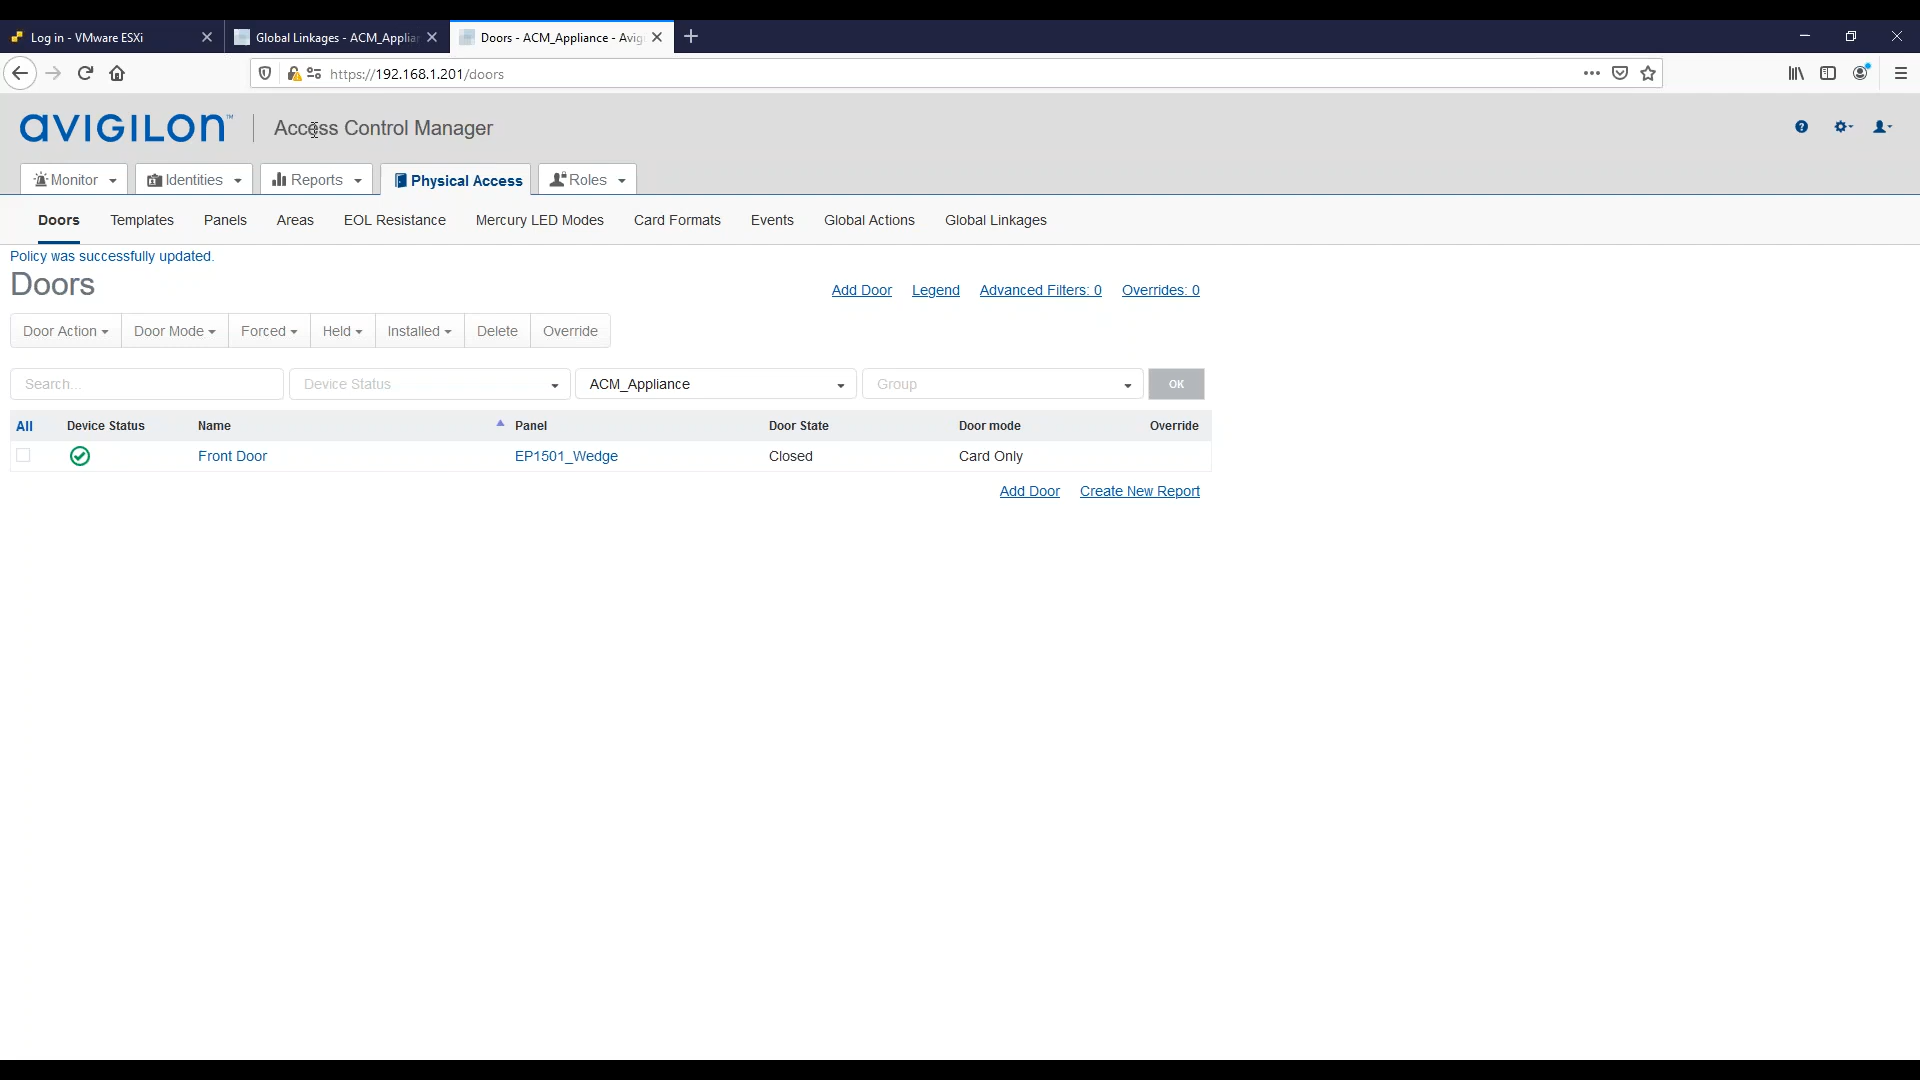 Log in - VMware ESXi
Global Linkages - ACM_Applian
Doors - ACM_Appliance - Avig
https://192.168.1.201/doors
avigilon™ Access Control Manager
Monitor Identities Reports Physical Access Roles
Doors Templates Panels Areas EOL Resistance Mercury LED Modes Card Formats Events Global Actions Global Linkages
Policy was successfully updated.
Doors
Add Door Legend Advanced Filters: 0 Overrides: 0
Door Action Door Mode Forced Held Installed Delete Override
Search... Device Status ACM_Appliance Group OK
All Device Status Name Panel Door State Door mode Override
Front Door EP1501_Wedge Closed Card Only
Add Door Create New Report